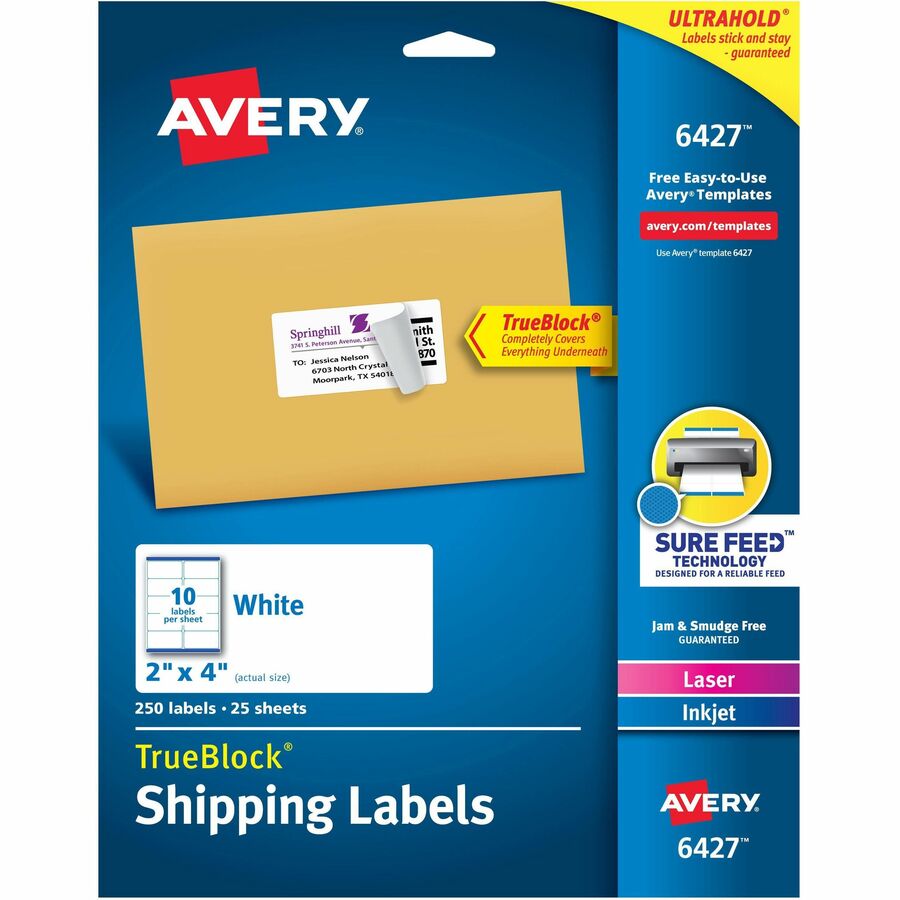 ULTRAHOLD®
Labels stick and stay
- guaranteed
AVERY®
6427™
Free Easy-to-Use
Avery® Templates
avery.com/templates
Use Avery® template 6427
Springhill
3741 S. Peterson Avenue,
TO: Jessica Nelson
6703 North Crystal
Moorpark, TX
St.
TrueBlock®
Completely Covers
Everything Underneath
SURE FEED™
TECHNOLOGY
DESIGNED FOR A RELIABLE FEED
10
labels
per sheet
White
2" x 4" (actual size)
Jam & Smudge Free
GUARANTEED
Laser
Inkjet
250 labels • 25 sheets
TrueBlock®
Shipping Labels
AVERY®
6427™